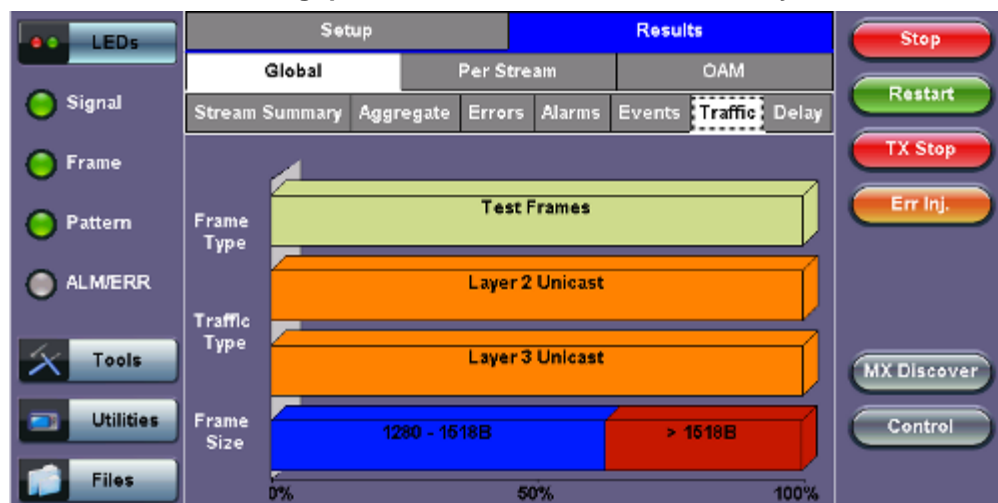 LEDs
Setup
Results
Stop
Global
Per Stream
OAM
Signal
Restart
Stream Summary
Aggregate
Errors
Alarms
Events
Traffic
Delay
TX Stop
Frame
Err Inj.
Test Frames
Pattern
Frame
Type
ALM/ERR
Layer 2 Unicast
Traffic
Type
Tools
Layer 3 Unicast
MX Discover
Utilities
Frame
Size
1280 - 1518B
> 1518B
Control
Files
0%
50%
100%